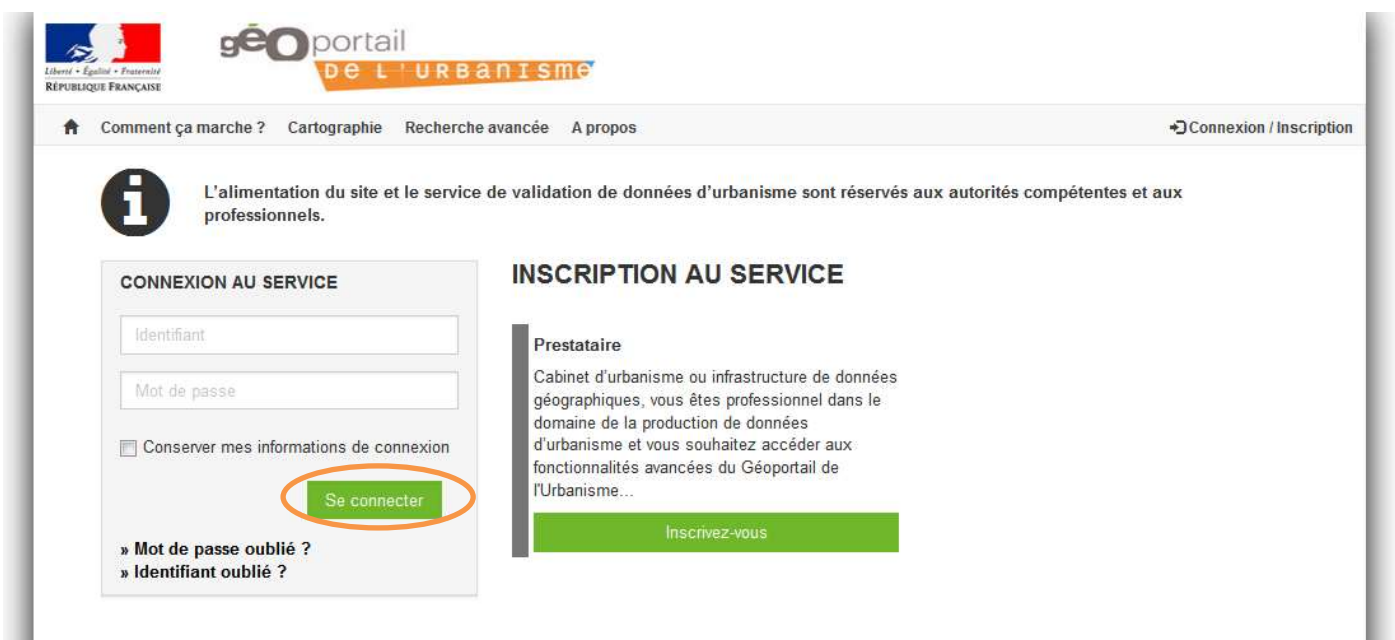 Liberté • Égalité • Fraternité
RÉPUBLIQUE FRANÇAISE
géOportail
DE L'URBanIsme
Comment ça marche ? Cartographie Recherche avancée A propos Connexion / Inscription
L'alimentation du site et le service de validation de données d'urbanisme sont réservés aux autorités compétentes et aux
professionnels.
CONNEXION AU SERVICE
Identifiant
Mot de passe
Conserver mes informations de connexion
Se connecter
» Mot de passe oublié ?
» Identifiant oublié ?
INSCRIPTION AU SERVICE
Prestataire
Cabinet d'urbanisme ou infrastructure de données
géographiques, vous êtes professionnel dans le
domaine de la production de données
d'urbanisme et vous souhaitez accéder aux
fonctionnalités avancées du Géoportail de
l'Urbanisme...
Inscrivez-vous